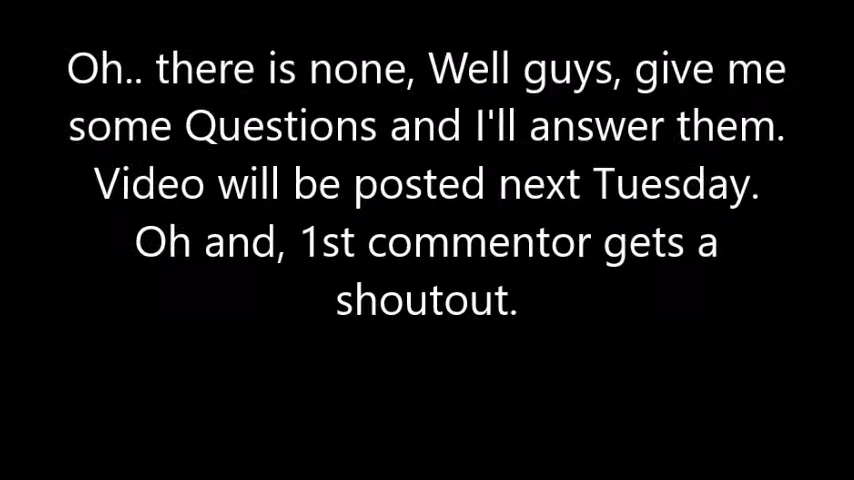 Oh.. there is none, Well guys, give me
some Questions and I'll answer them.
Video will be posted next Tuesday.
Oh and, 1st commentor gets a
shoutout.